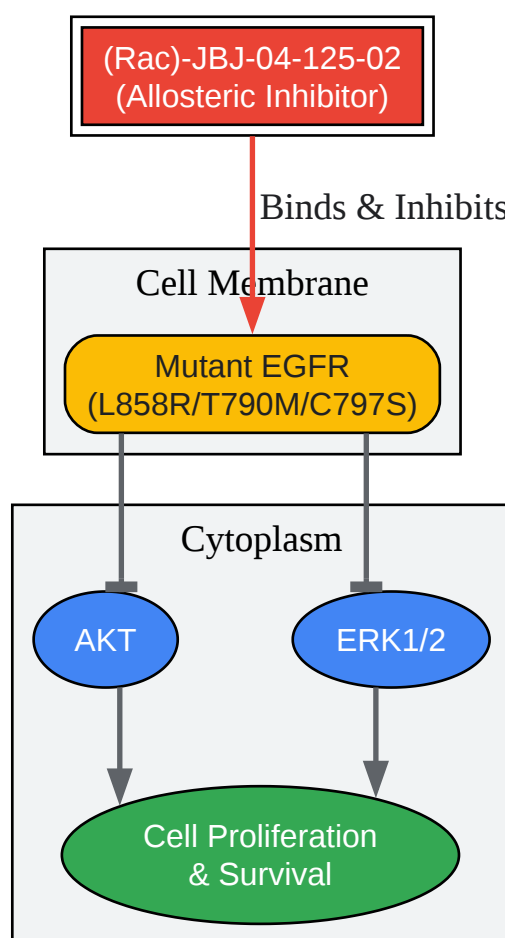 (Rac)-JBJ-04-125-02
(Allosteric Inhibitor)
Binds & Inhibits
Cell Membrane
Mutant EGFR
(L858R/T790M/C797S)
Cytoplasm
AKT
ERK1/2
Cell Proliferation
& Survival